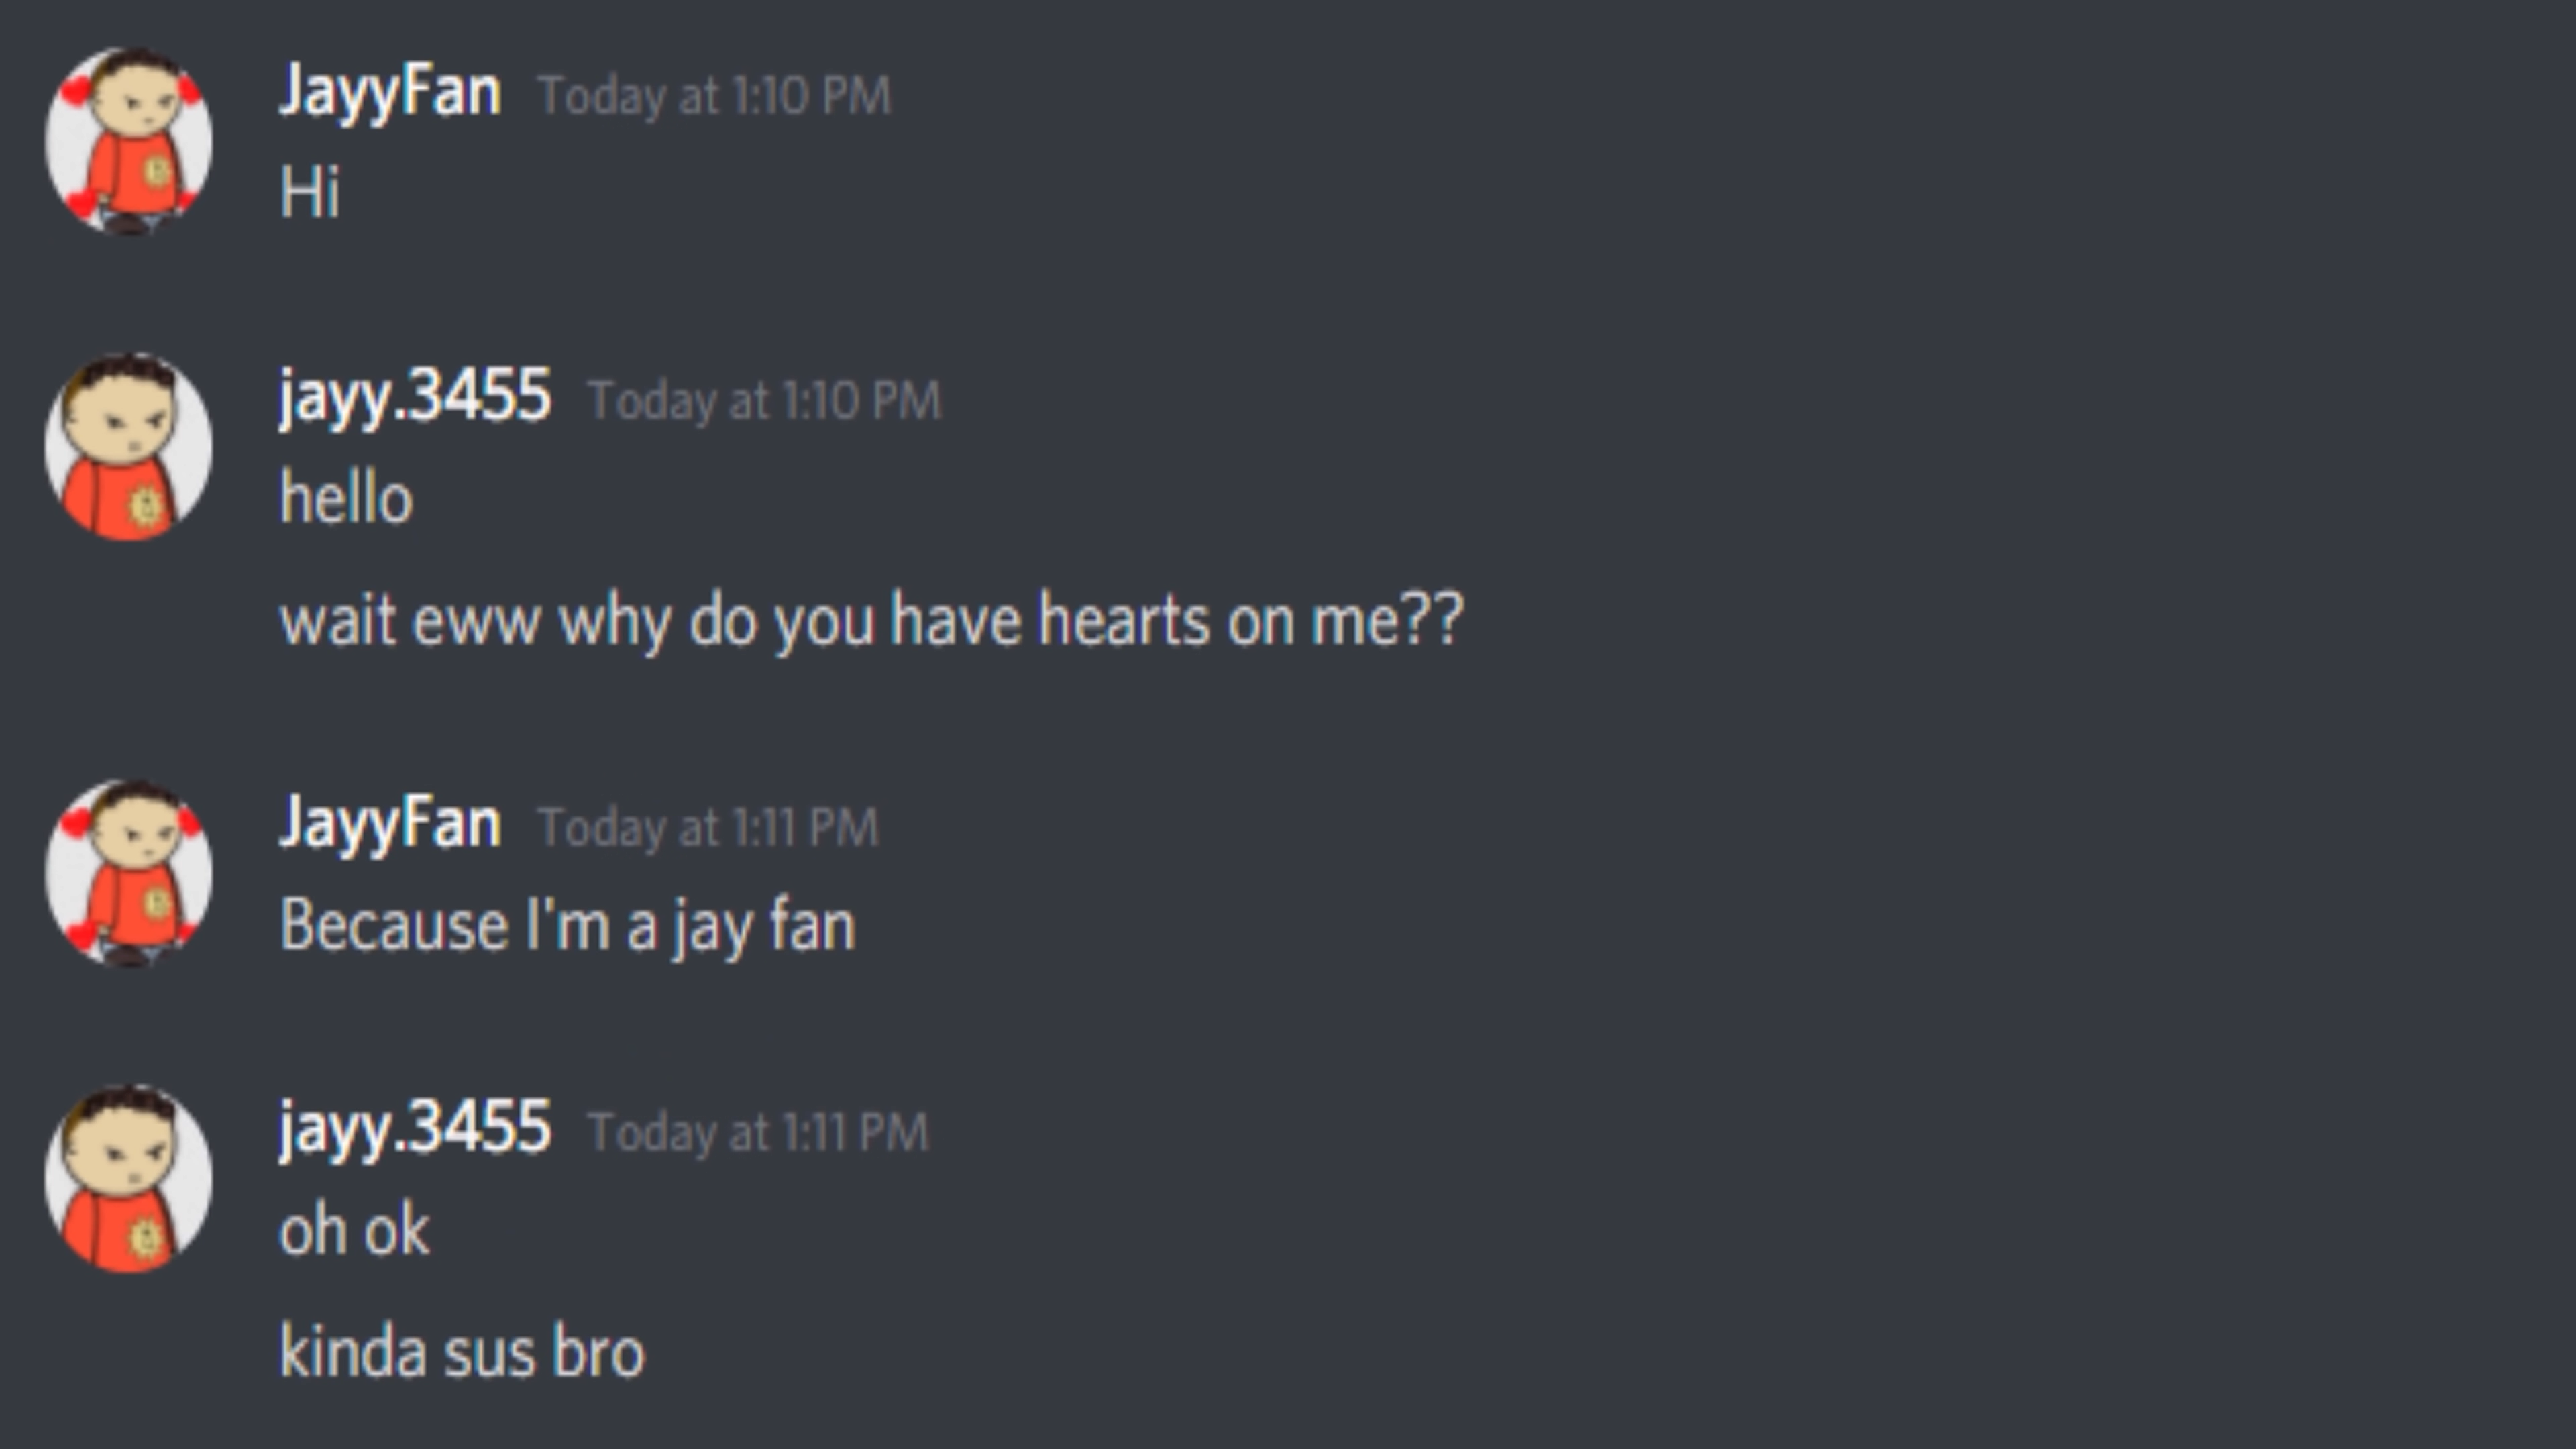 JayyFan Today at 1:10 PM
Hi
jayy.3455 Today at 1:10 PM
hello
wait eww why do you have hearts on me??
JayyFan Today at 1:11 PM
Because I'm a jay fan
jayy.3455 Today at 1:11 PM
oh ok
kinda sus bro